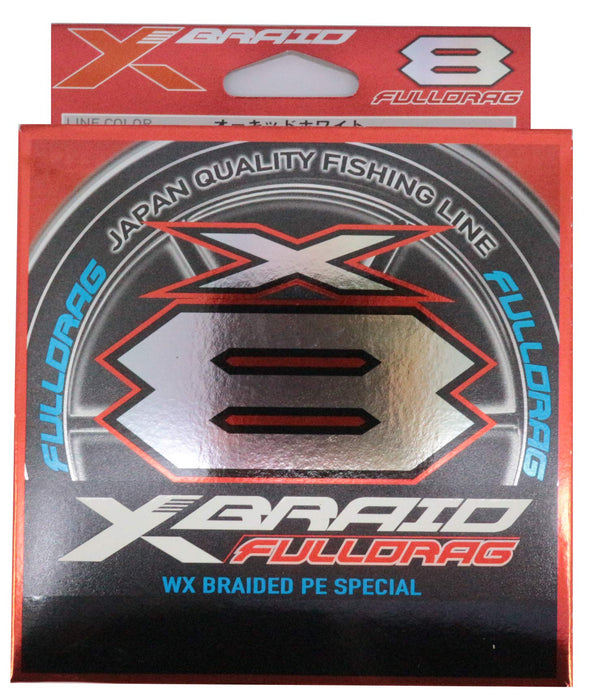 X BRAID
8
FULLDRAG
LINE COLOR
オーキッドホワイト
JAPAN QUALITY FISHING LINE
FULLDRAG
FULLDRAG
X
8
X BRAID
FULLDRAG
WX BRAIDED PE SPECIAL